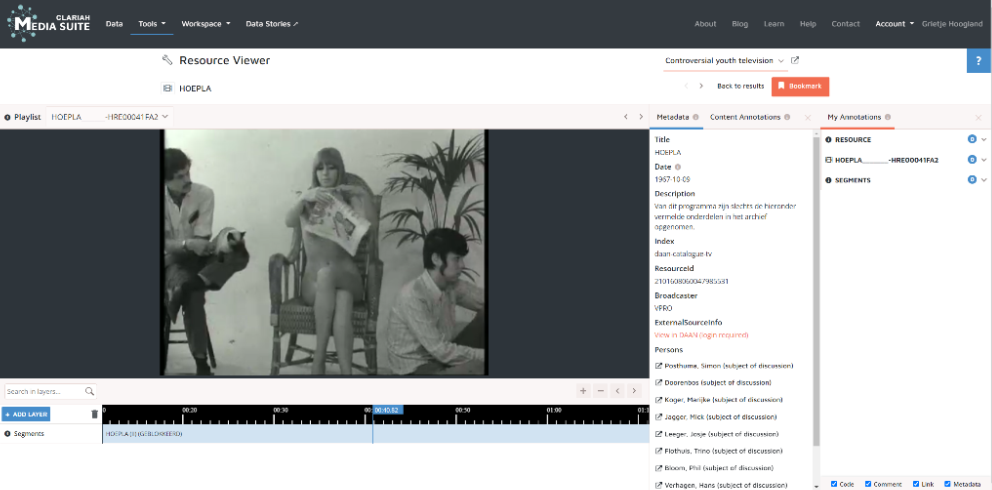 CLARIAH
MEDIA SUITE
Data
Tools
Workspace
Data Stories
About
Blog
Learn
Help
Contact
Account
Grietje Hoogland
Resource Viewer
Controversial youth television
?
HOEPLA
Back to results
Bookmark
Playlist
HOEPLA____-HRE00041FA2
Metadata
Content Annotations
My Annotations
Title
HOEPLA
Date
1967-10-09
Description
Van dit programma zijn slechts de hieronder
vermelde onderdelen in het archief
opgenomen.
Index
daan-catalogue-tv
ResourceId
2101608060047985531
Broadcaster
VPRO
ExternalSourceInfo
View in DAAN (login required)
Persons
Posthuma, Simon (subject of discussion)
Doorenbos (subject of discussion)
Koger, Marijke (subject of discussion)
Jagger, Mick (subject of discussion)
Leeger, Josje (subject of discussion)
Flothuis, Trino (subject of discussion)
Bloom, Phil (subject of discussion)
Verhagen, Hans (subject of discussion)
RESOURCE
0
HOEPLA____-HRE00041FA2
0
SEGMENTS
0
Search in layers...
+ ADD LAYER
0
00:20
00:30
00
00:40.82
00:50
01:00
01:1
Segments
HOEPLA [II] (GEBLOKKEERD)
Code
Comment
Link
Metadata